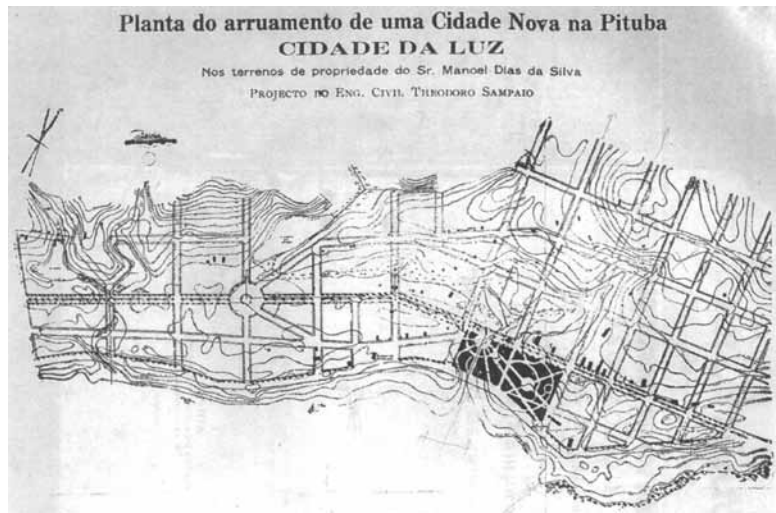 Planta do arruamento de uma Cidade Nova na Pituba
CIDADE DA LUZ
Nos terrenos de propriedade do Sr. Manoel Dias da Silva
PROJECTO DO ENG. CIVIL THEODORO SAMPAIO